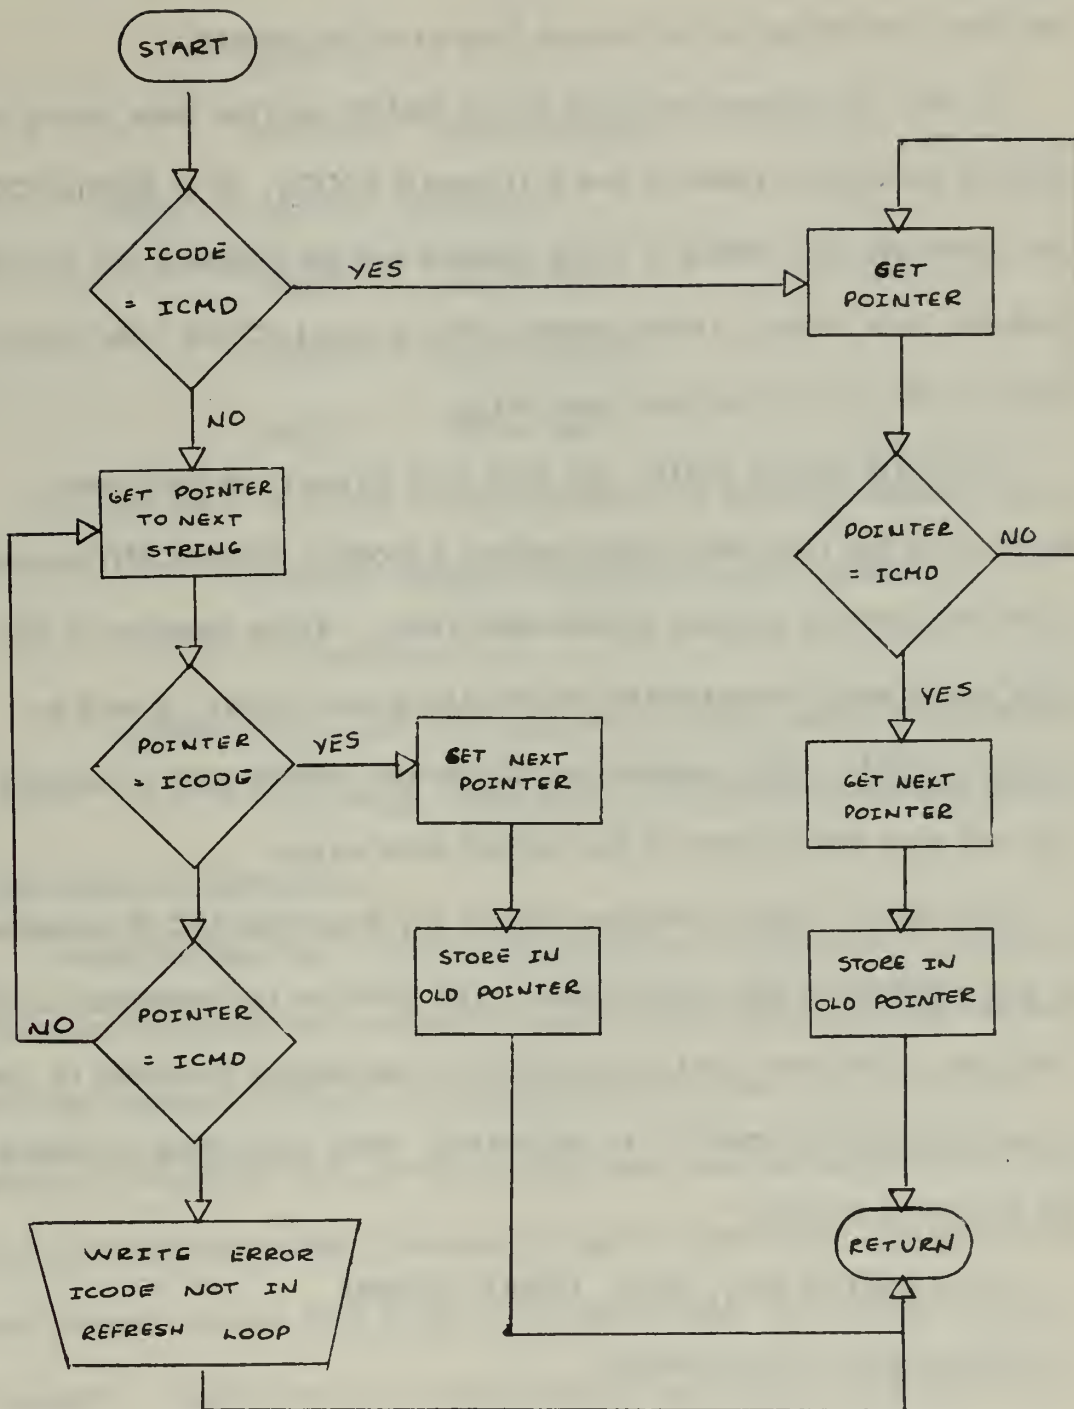 START
ICODE
= ICMD
YES
NO
GET POINTER
TO NEXT
STRING
POINTER
= ICODE
YES
GET NEXT
POINTER
STORE IN
OLD POINTER
POINTER
= ICMD
NO
WRITE ERROR
ICODE NOT IN
REFRESH LOOP
GET
POINTER
POINTER
= ICMD
NO
YES
GET NEXT
POINTER
STORE IN
OLD POINTER
RETURN